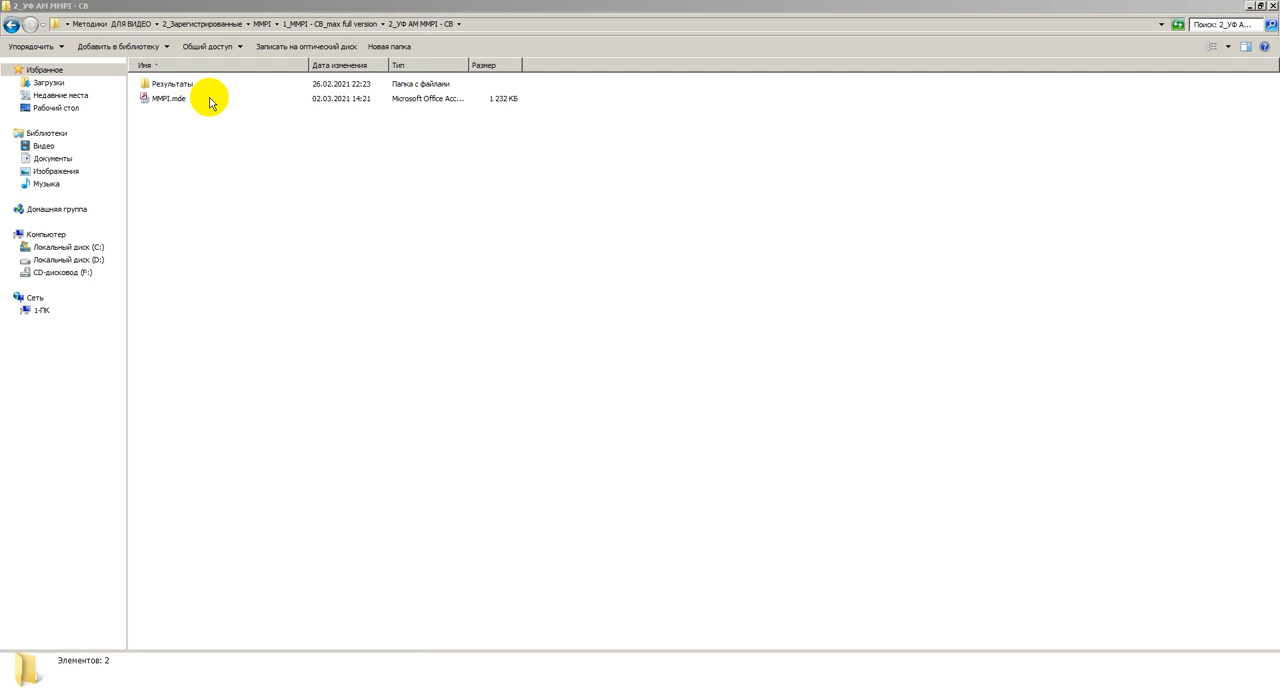 2_УФ АМ MMPI - СВ
Методики ДЛЯ ВИДЕО 2_Зарегистрированные MMPI 1_MMPI - СВ_max full version 2_УФ АМ MMPI - СВ
Поиск: 2_УФ А...
Упорядочить Добавить в библиотеку Общий доступ Записать на оптический диск Новая папка
Имя Дата изменения Тип Размер
Избранное
Загрузки
Недавние места
Рабочий стол
Библиотеки
Видео
Документы
Изображения
Музыка
Домашняя группа
Компьютер
Локальный диск (C:)
Локальный диск (D:)
CD-дисковод (F:)
Сеть
1-ПК
Результаты 26.02.2021 22:23 Папка с файлами
MMPI.mde 02.03.2021 14:21 Microsoft Office Acc... 1 232 КБ
Элементов: 2